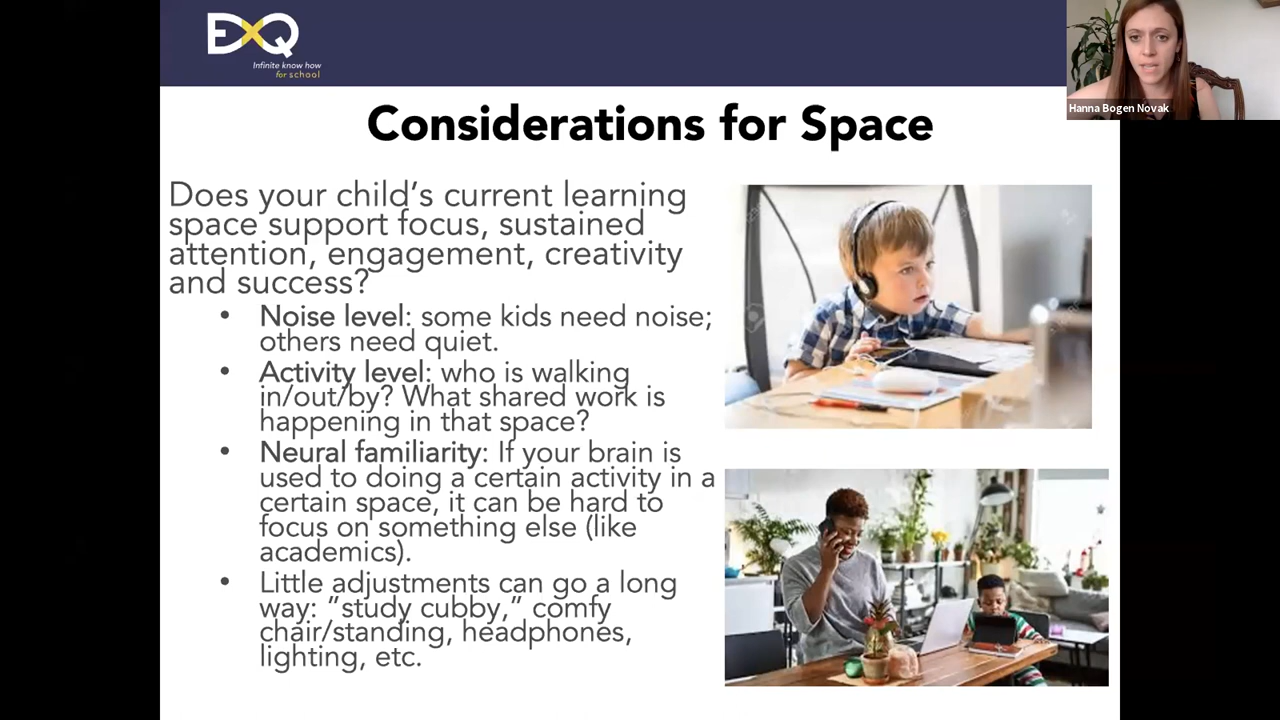 EXQ
Infinite know how
for school
Hanna Bogen Novak
Considerations for Space
Does your child's current learning
space support focus, sustained
attention, engagement, creativity
and success?
• Noise level: some kids need noise;
others need quiet.
• Activity level: who is walking
in/out/by? What shared work is
happening in that space?
• Neural familiarity: If your brain is
used to doing a certain activity in a
certain space, it can be hard to
focus on something else (like
academics).
• Little adjustments can go a long
way: "study cubby," comfy
chair/standing, headphones,
lighting, etc.